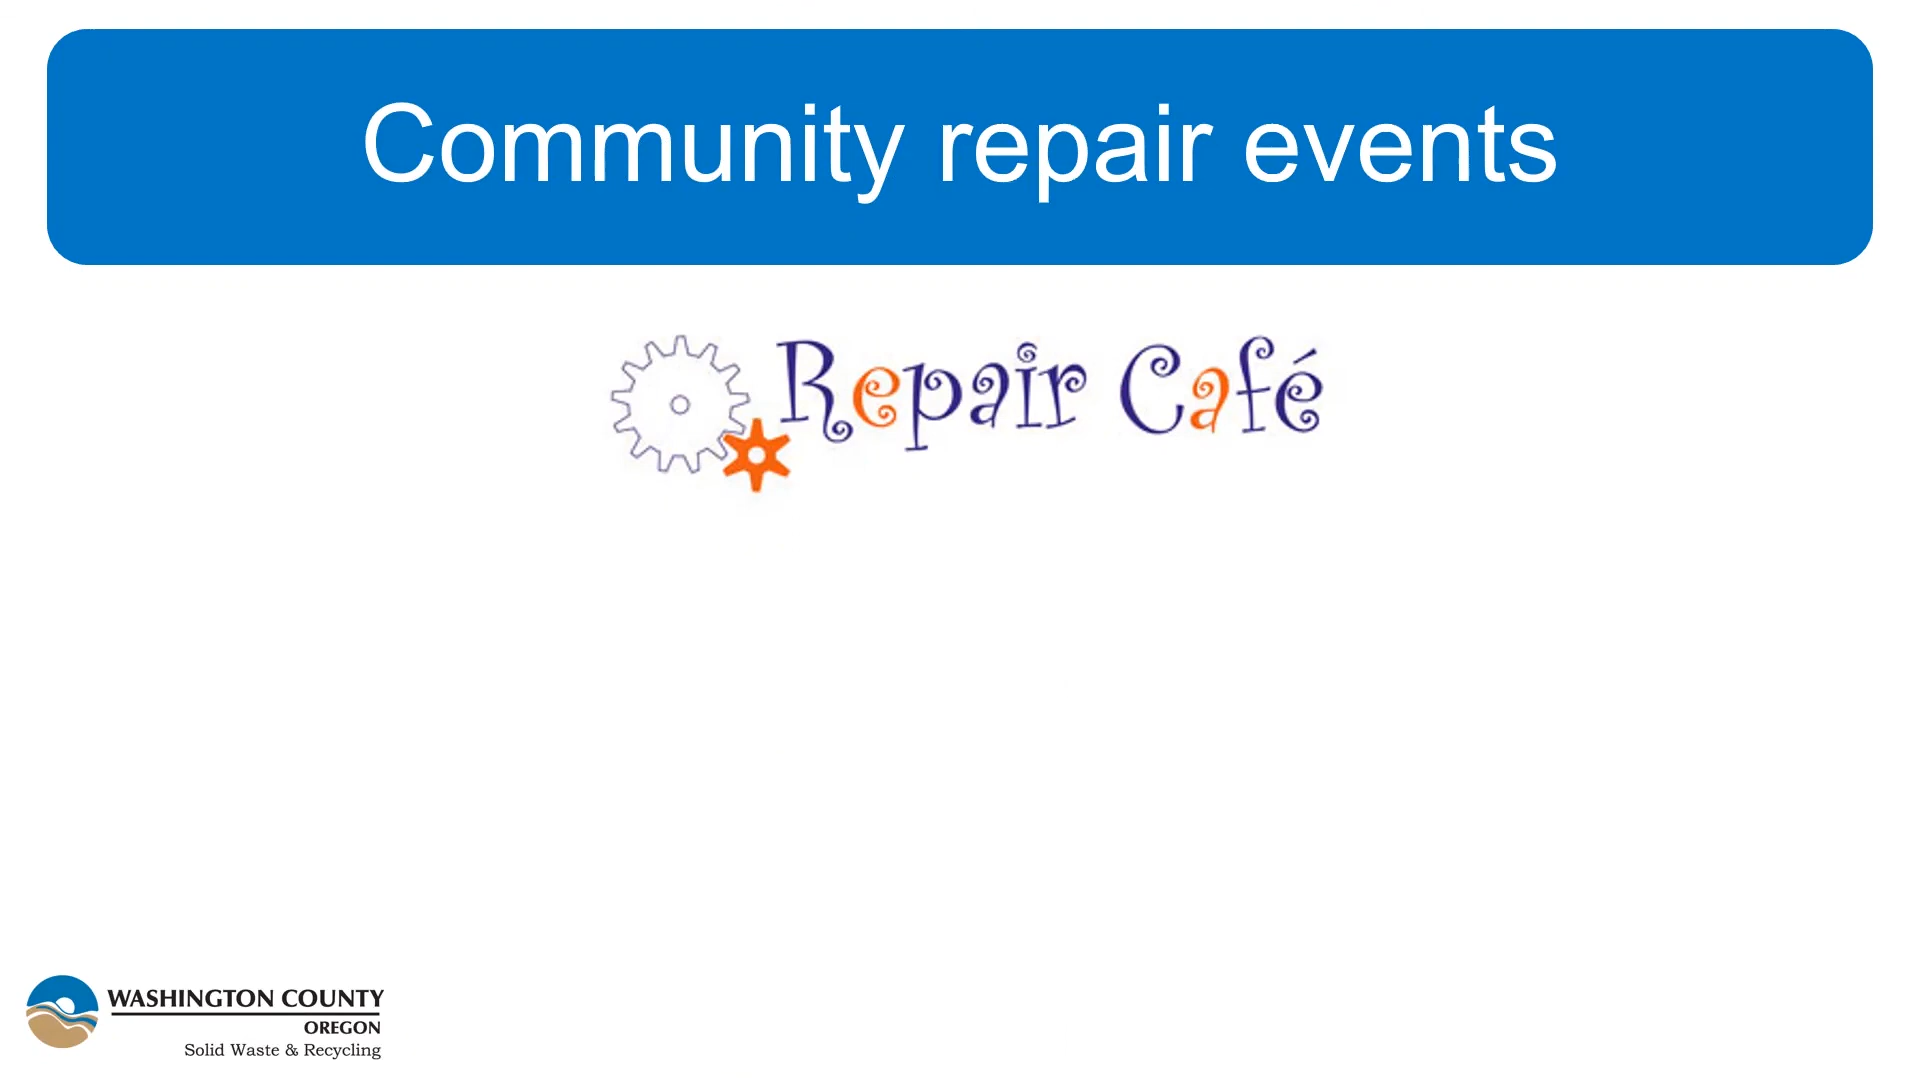 Community repair events
Repair Café
WASHINGTON COUNTY
OREGON
Solid Waste & Recycling